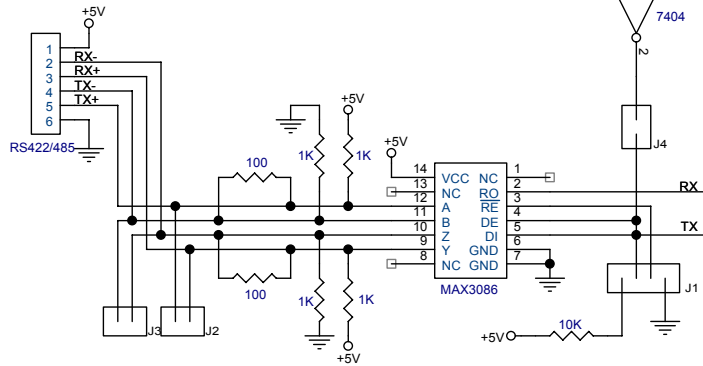 +5V
7404
1
2
3
4
5
6
RX-
RX+
TX-
TX+
RS422/485
2
J4
+5V
+5V
100
1K
1K
14
13
12
11
10
9
8
VCC NC
NC RO
A RE
B DE
Z DI
Y GND
NC GND
1
2
3
4
5
6
7
MAX3086
RX
TX
J1
100
1K
1K
J3
J2
+5V
+5V
10K